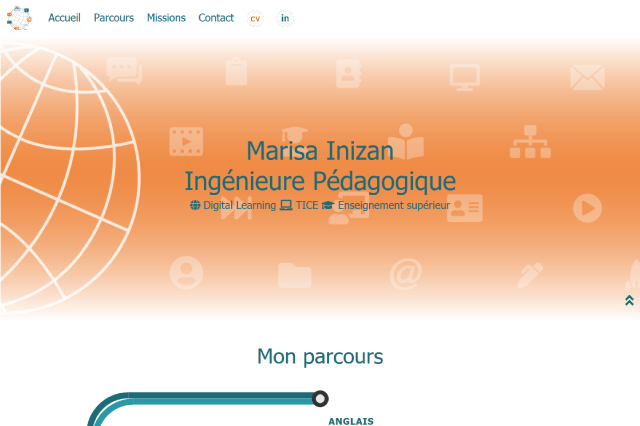 Accueil Parcours Missions Contact cv in
Marisa Inizan
Ingénieure Pédagogique
Digital Learning TICE Enseignement supérieur
Mon parcours
ANGLAIS